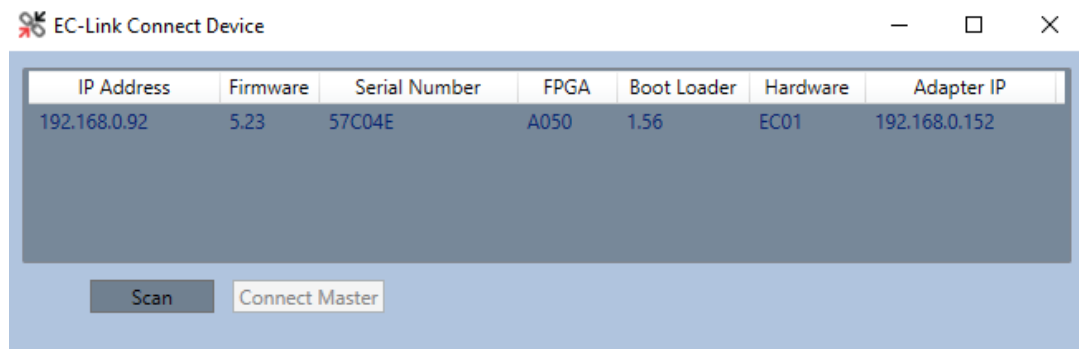 EC-Link Connect Device
IP Address Firmware Serial Number FPGA Boot Loader Hardware Adapter IP
192.168.0.92 5.23 57C04E A050 1.56 EC01 192.168.0.152
Scan Connect Master